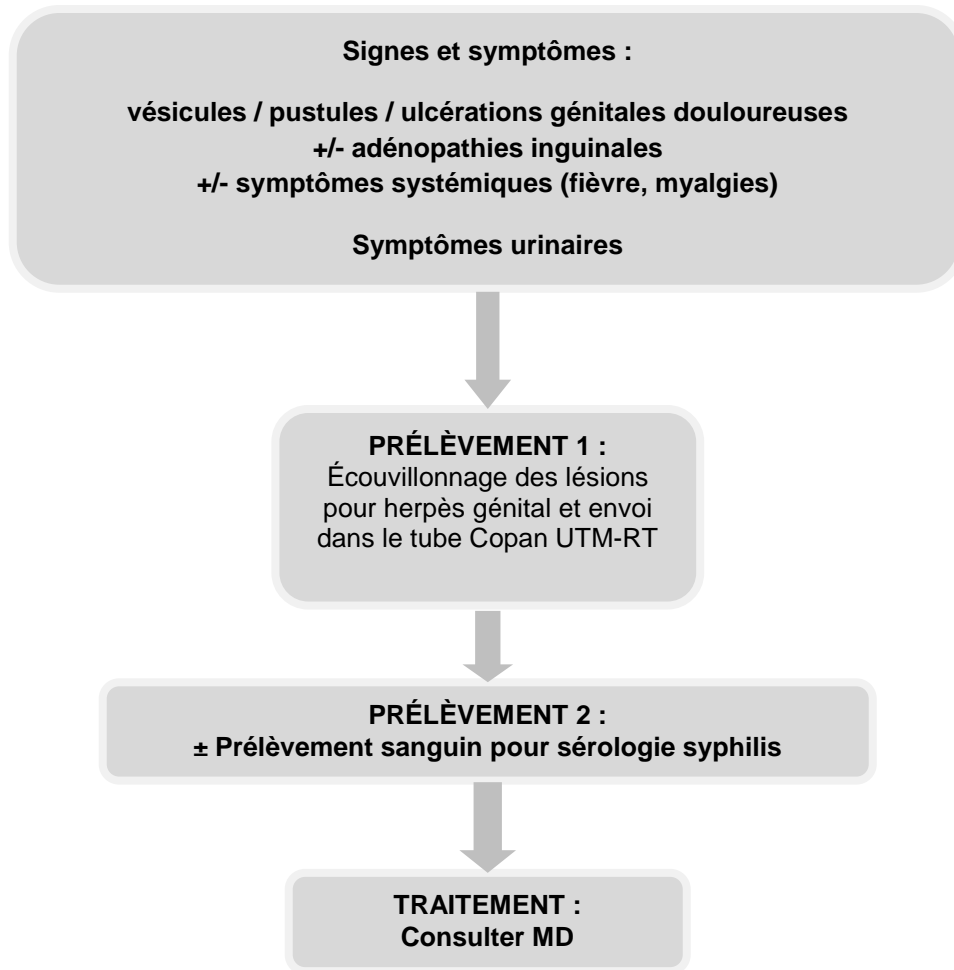 Signes et symptômes :
vésicules / pustules / ulcérations génitales douloureuses
+/- adénopathies inguinales
+/- symptômes systémiques (fièvre, myalgies)
Symptômes urinaires
PRÉLÈVEMENT 1 :
Écouvillonnage des lésions
pour herpès génital et envoi
dans le tube Copan UTM-RT
PRÉLÈVEMENT 2 :
± Prélèvement sanguin pour sérologie syphilis
TRAITEMENT :
Consulter MD